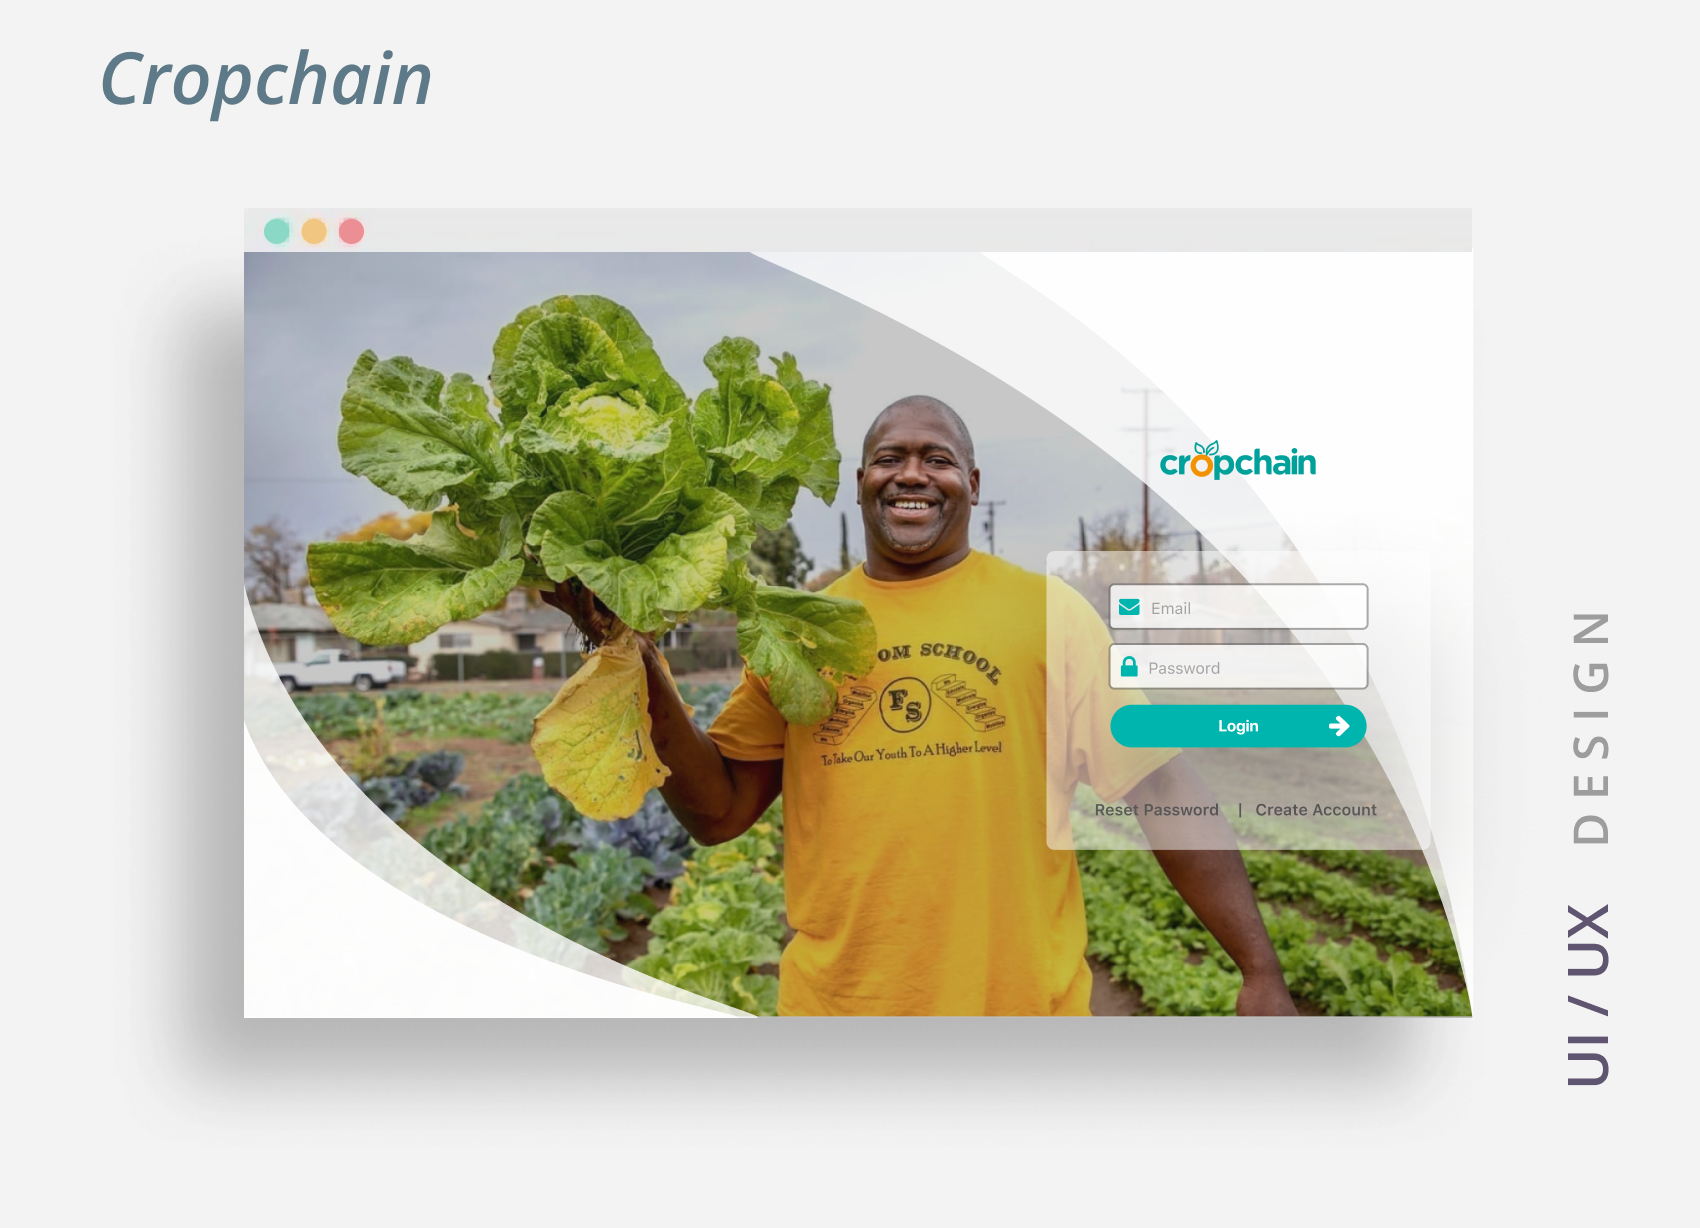 Cropchain
cropchain
Email
Password
Login
Reset Password | Create Account
OM SCHOOL
FS
To Take Our Youth To A Higher Level
UI / UX DESIGN